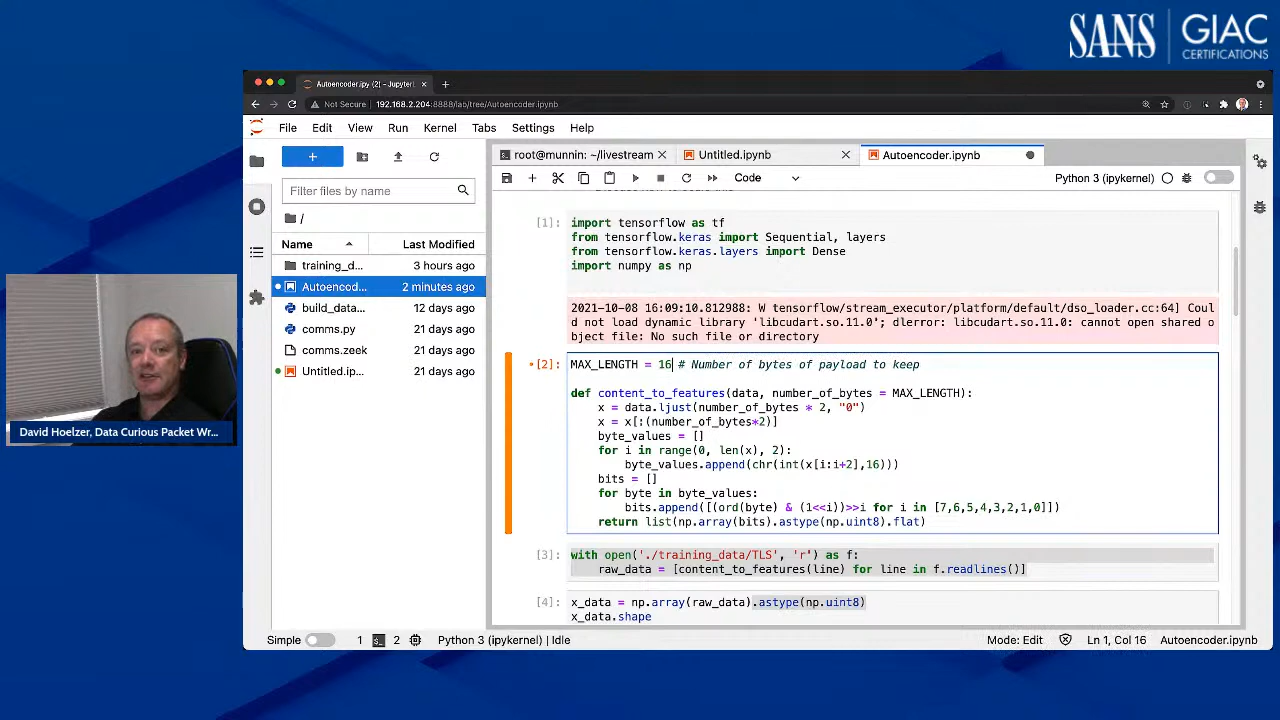 SANS GIAC
CERTIFICATIONS
Autoencoder.ipy (2) - JupyterL
Not Secure 192.168.2.204:8888/lab/tree/Autoencoder.ipynb
File Edit View Run Kernel Tabs Settings Help
root@munnin: ~/livestream Untitled.ipynb Autoencoder.ipynb
Filter files by name
Code
Python 3 (ipykernel)
/
Name Last Modified
training_d... 3 hours ago
Autoencod... 2 minutes ago
build_data... 12 days ago
comms.py 21 days ago
comms.zeek 21 days ago
Untitled.ip... 21 days ago
[1]: import tensorflow as tf
from tensorflow.keras import Sequential, layers
from tensorflow.keras.layers import Dense
import numpy as np
2021-10-08 16:09:10.812988: W tensorflow/stream_executor/platform/default/dso_loader.cc:64] Coul
d not load dynamic library 'libcudart.so.11.0'; dlerror: libcudart.so.11.0: cannot open shared o
bject file: No such file or directory
[2]: MAX_LENGTH = 16 # Number of bytes of payload to keep
def content_to_features(data, number_of_bytes = MAX_LENGTH):
x = data.ljust(number_of_bytes * 2, "0")
x = x[:(number_of_bytes*2)]
byte_values = []
for i in range(0, len(x), 2):
byte_values.append(chr(int(x[i:i+2],16)))
bits = []
for byte in byte_values:
bits.append([(ord(byte) & (1<<i))>>i for i in [7,6,5,4,3,2,1,0]])
return list(np.array(bits).astype(np.uint8).flat)
[3]: with open('./training_data/TLS', 'r') as f:
raw_data = [content_to_features(line) for line in f.readlines()]
[4]: x_data = np.array(raw_data).astype(np.uint8)
x_data.shape
David Hoelzer, Data Curious Packet Wr...
Simple 1 2 Python 3 (ipykernel) | Idle Mode: Edit Ln 1, Col 16 Autoencoder.ipynb